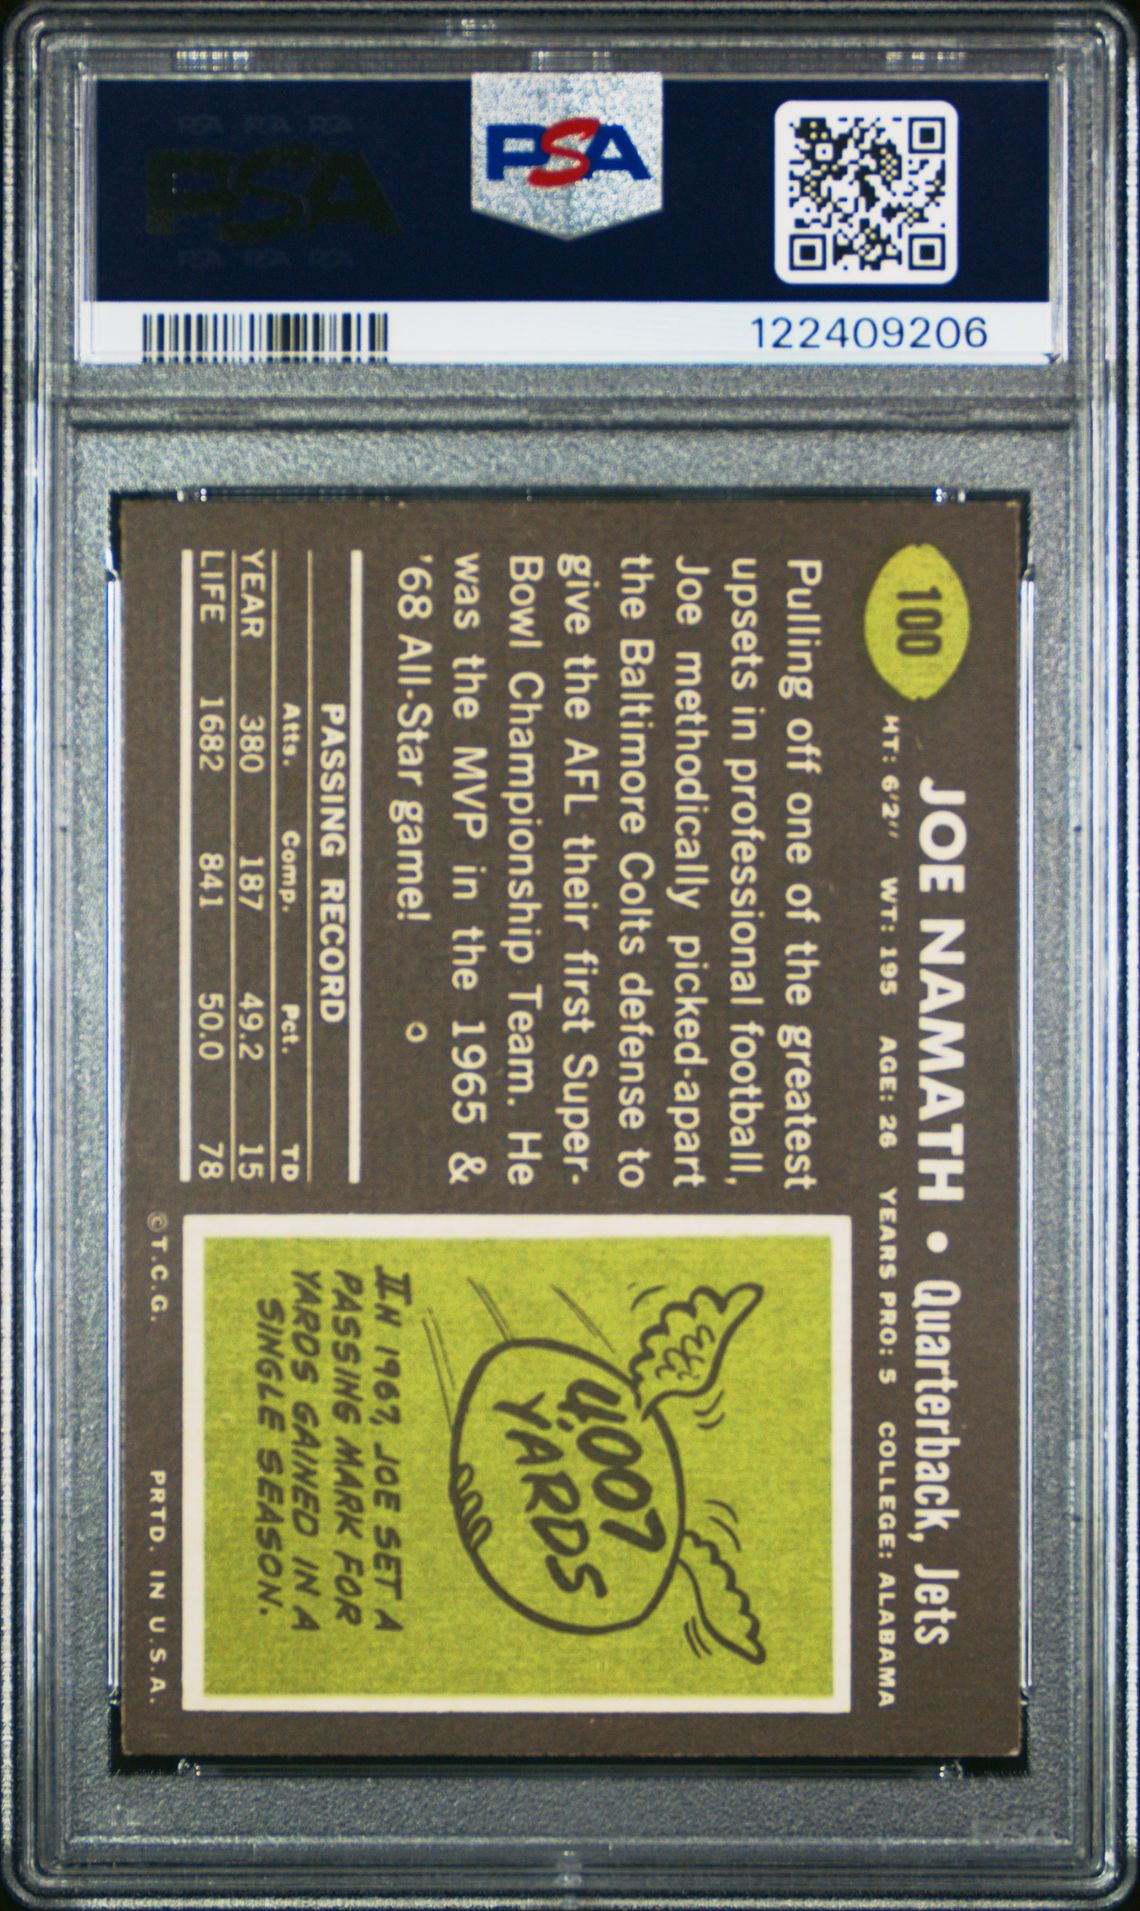 PSA PSA PSA
PSA
PSA PSA PSA
PSA
122409206
100
JOE NAMATH • Quarterback, Jets
HT: 6'2" WT: 195 AGE: 26 YEARS PRO: 5 COLLEGE: ALABAMA
Pulling off one of the greatest
upsets in professional football,
Joe methodically picked-apart
the Baltimore Colts defense to
give the AFL their first Super-
Bowl Championship Team. He
was the MVP in the 1965 &
'68 All-Star game!
PASSING RECORD
Atts. Comp. Pct. TD
YEAR 380 187 49.2 15
LIFE 1682 841 50.0 78
4,007
YARDS
IN 1967, JOE SET A
PASSING MARK FOR
YARDS GAINED IN A
SINGLE SEASON.
©T.C.G. PRTD. IN U.S.A.